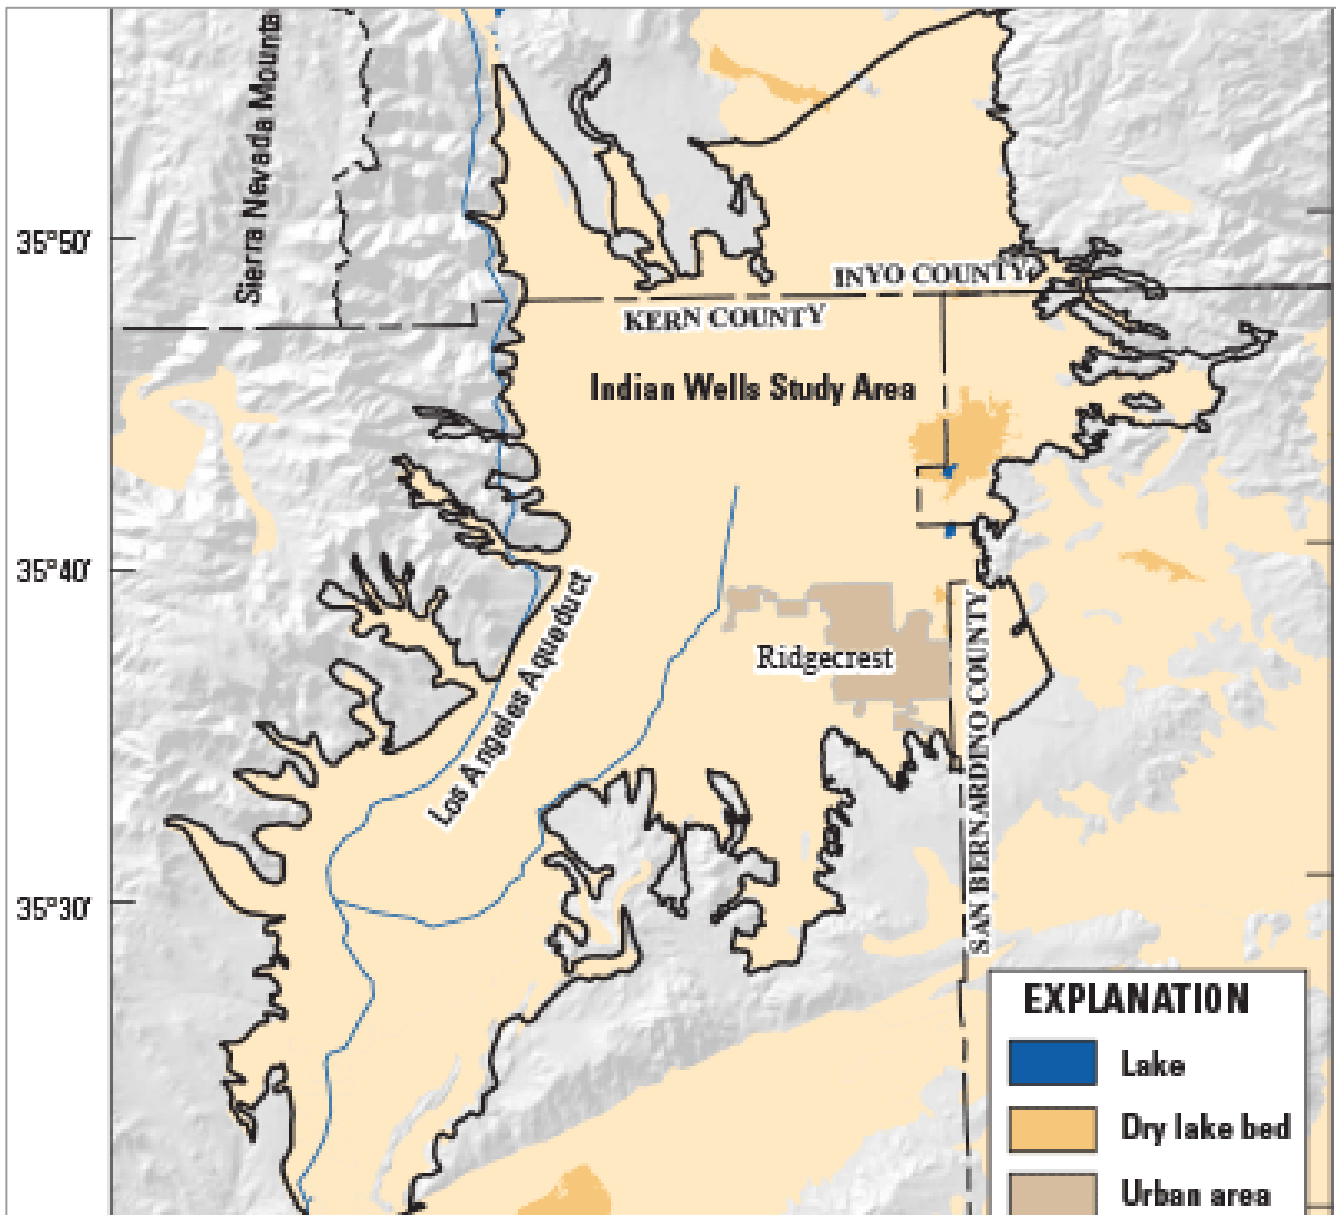 Sierra Nevada Mounta
35°50'
INYO COUNTY
KERN COUNTY
Indian Wells Study Area
35°40'
Los Angeles Aqueduct
Ridgecrest
SAN BERNARDINO COUNTY
35°30'
EXPLANATION
Lake
Dry lake bed
Urban area